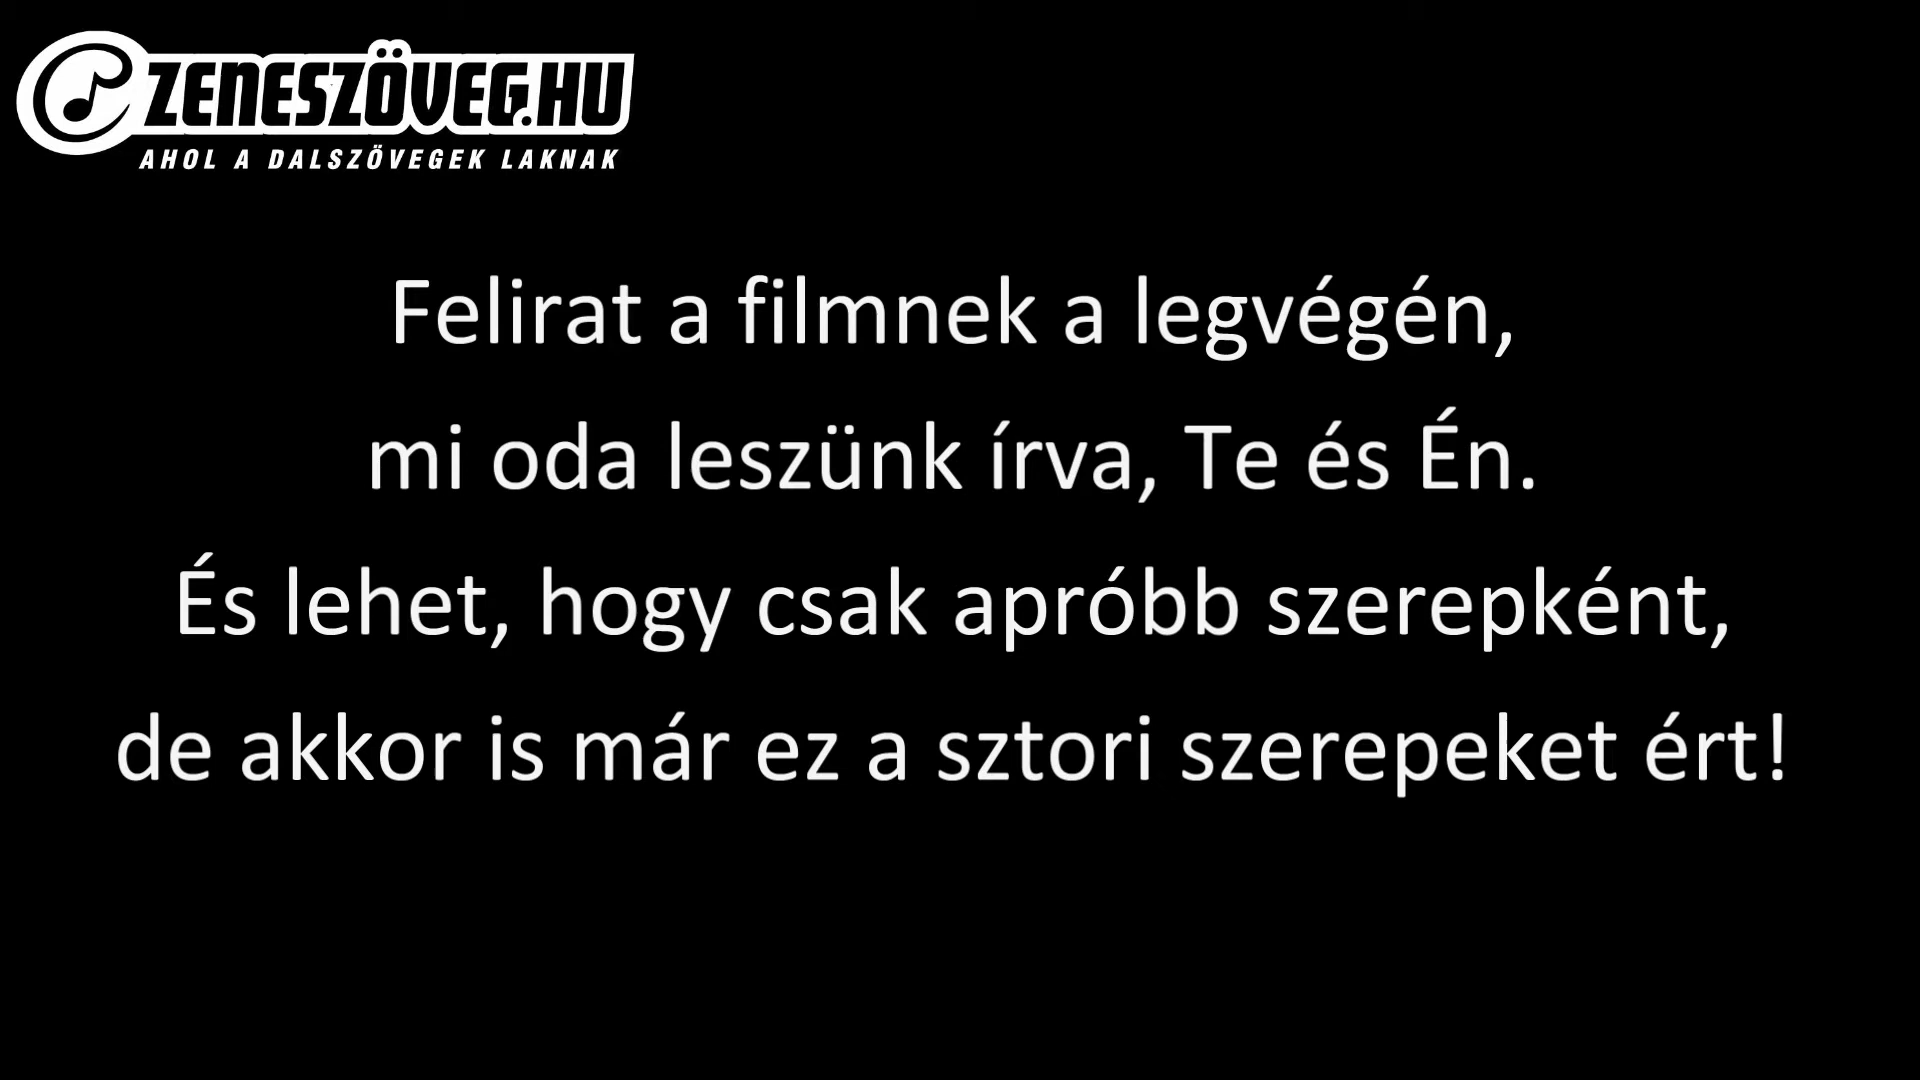 ZENESZÖVEG.HU
AHOL A DALSZÖVEGEK LAKNAK
Felirat a filmnek a legvégén,
mi oda leszünk írva, Te és Én.
És lehet, hogy csak apróbb szerepként,
de akkor is már ez a sztori szerepeket ért!